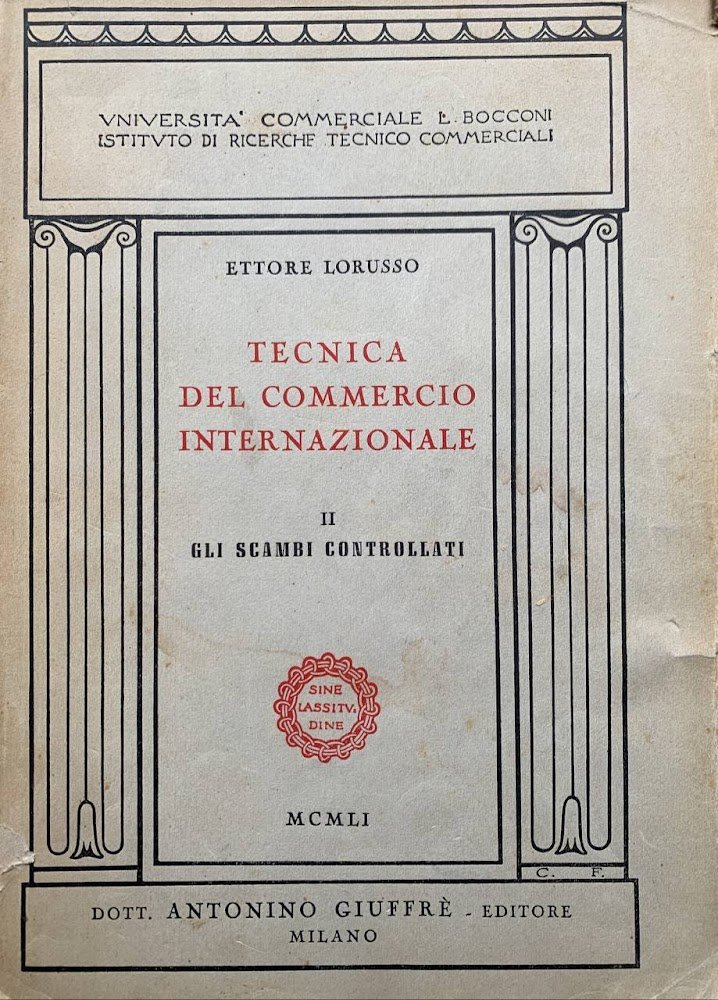 VNIVERSITA' COMMERCIALE L. BOCCONI
ISTITVTO DI RICERCHE TECNICO COMMERCIALI
ETTORE LORUSSO
TECNICA
DEL COMMERCIO
INTERNAZIONALE
II
GLI SCAMBI CONTROLLATI
SINE
LASSITV-
DINE
MCMLI
C. F.
DOTT. ANTONINO GIUFFRÈ - EDITORE
MILANO